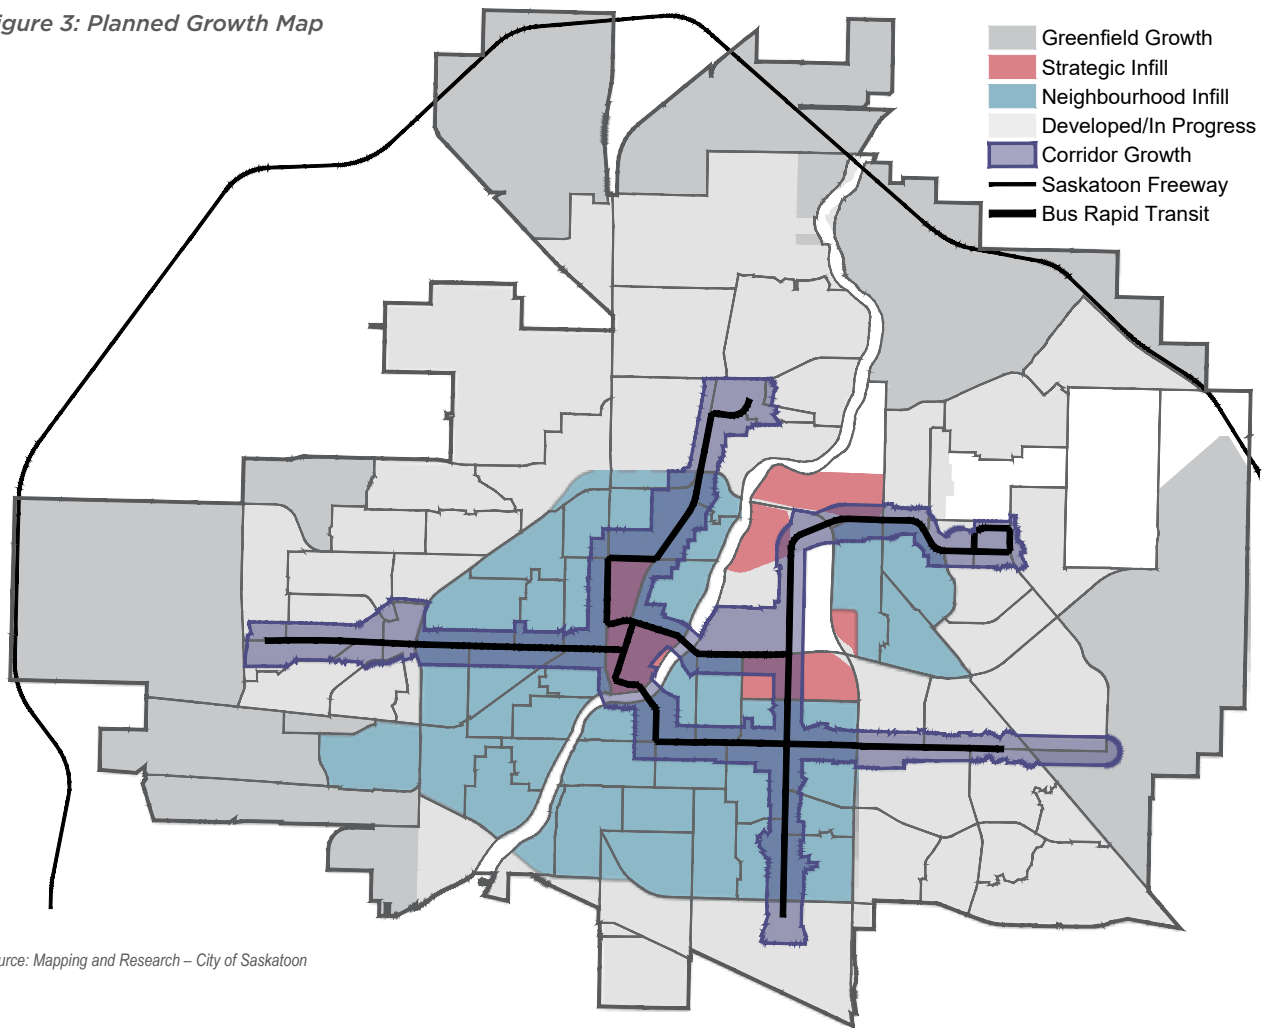 igure 3: Planned Growth Map
Greenfield Growth
Strategic Infill
Neighbourhood Infill
Developed/In Progress
Corridor Growth
Saskatoon Freeway
Bus Rapid Transit
urce: Mapping and Research – City of Saskatoon